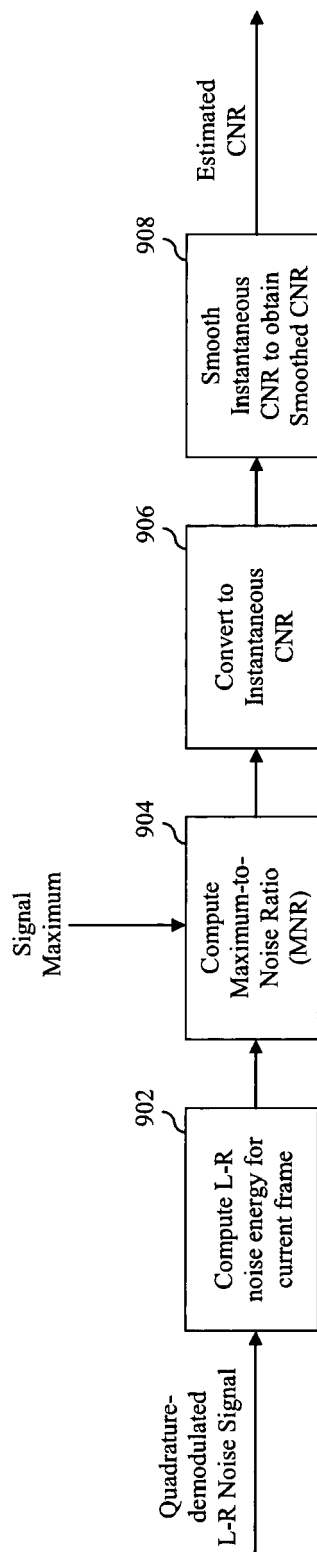 Quadrature-
demodulated
L-R Noise Signal
902
Compute L-R
noise energy for
current frame
Signal
Maximum
904
Compute
Maximum-to-
Noise Ratio
(MNR)
906
Convert to
Instantaneous
CNR
908
Smooth
Instantaneous
CNR to obtain
Smoothed CNR
Estimated
CNR